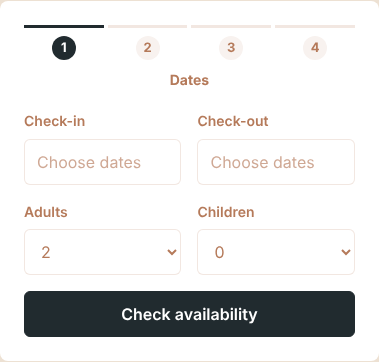 1 2 3 4
Dates
Check-in Check-out
Choose dates Choose dates
Adults Children
2 0
Check availability